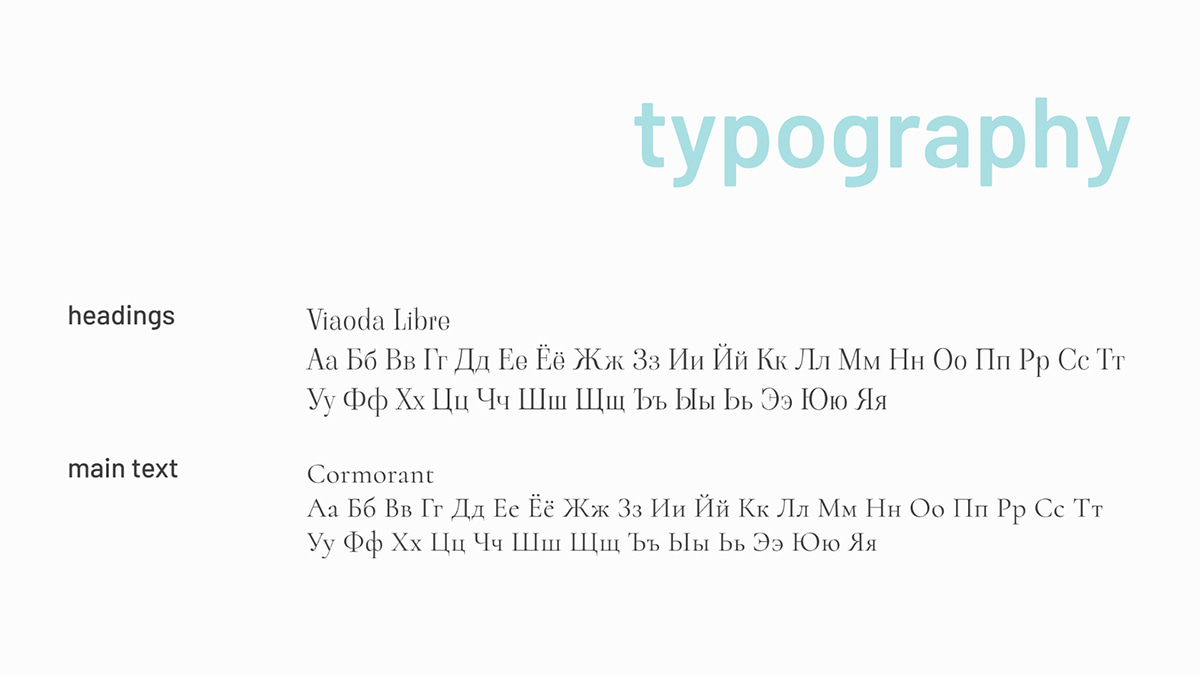 typography
headings
Viaoda Libre
Аа Бб Вв Гг Дд Ее Ёё Жж Зз Ии Йй Кк Лл Мм Нн Оо Пп Рр Сс Тт
Уу Фф Хх Цц Чч Шш Щщ Ъъ Ыы Ьь Ээ Юю Яя
main text
Cormorant
Аа Бб Вв Гг Дд Ее Ёё Жж Зз Ии Йй Кк Лл Мм Нн Оо Пп Рр Сс Тт
Уу Фф Хх Цц Чч Шш Щщ Ъъ Ыы Ьь Ээ Юю Яя